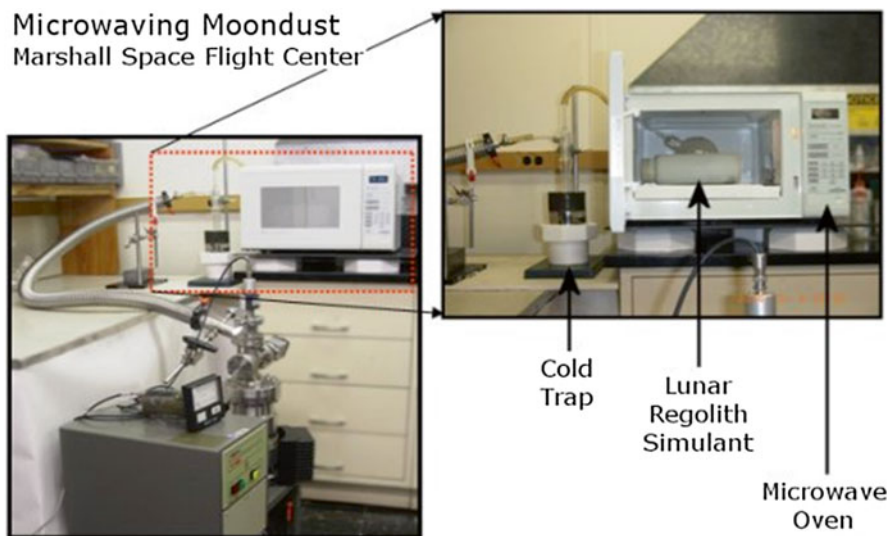 Microwaving Moondust
Marshall Space Flight Center
Cold
Trap
Lunar
Regolith
Simulant
Microwave
Oven